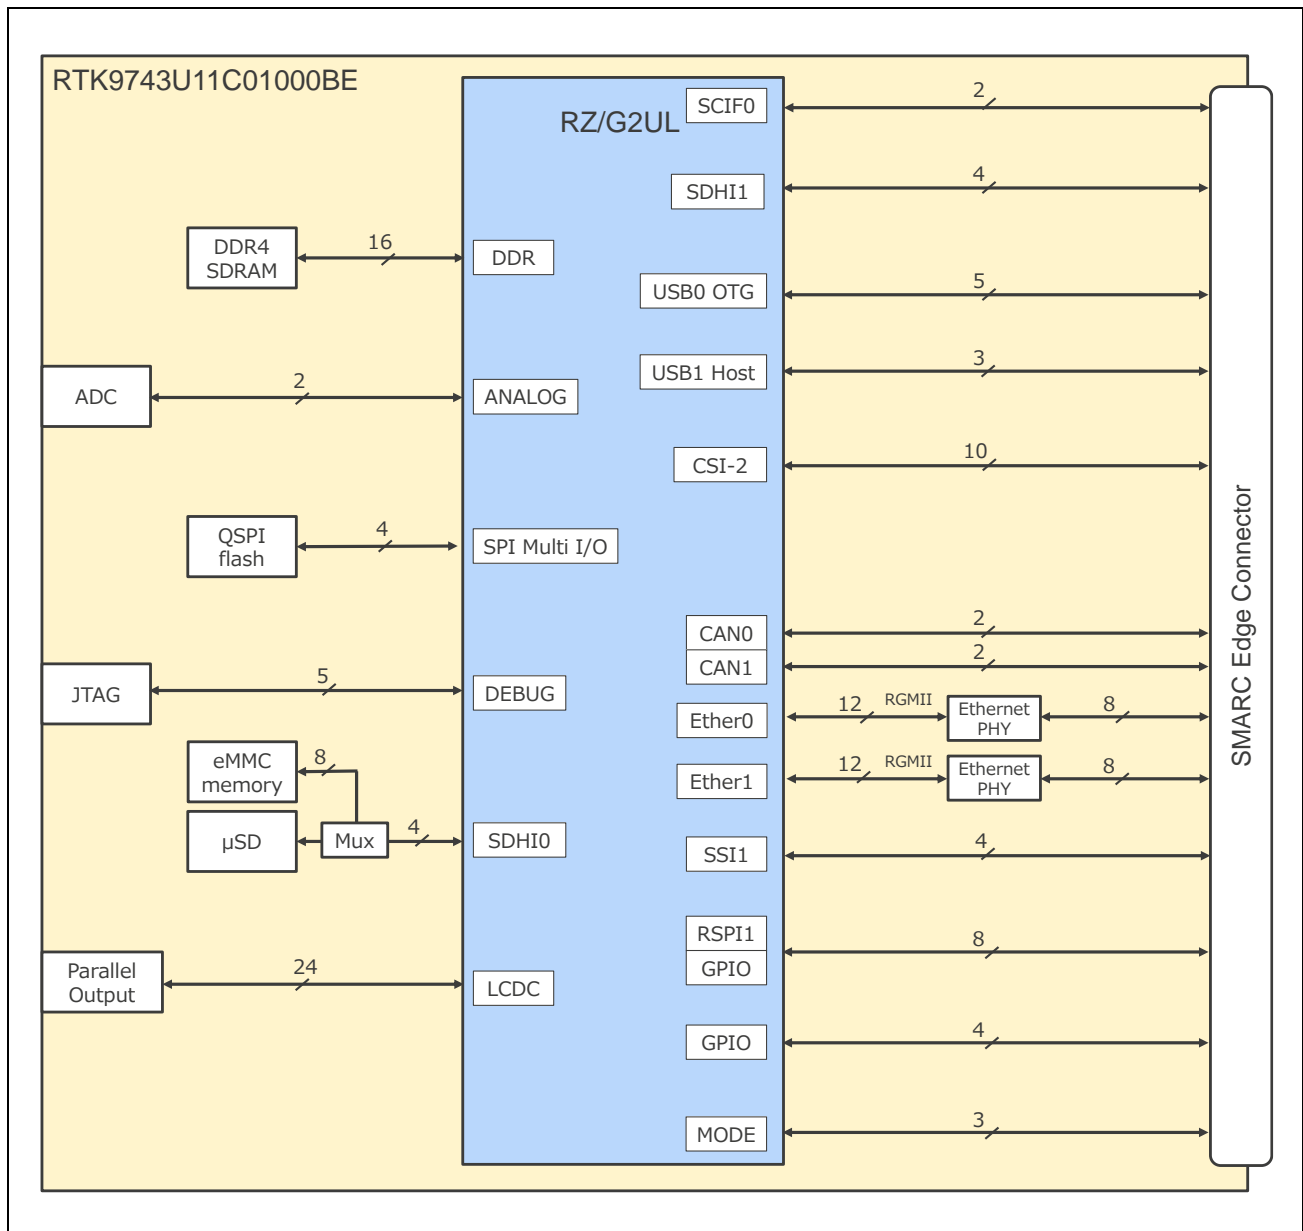 RTK9743U11C01000BE
RZ/G2UL
SCIF0
2
SDHI1
4
DDR4
SDRAM
16
DDR
USB0 OTG
5
ADC
2
ANALOG
USB1 Host
3
CSI-2
10
QSPI
flash
4
SPI Multi I/O
CAN0
2
CAN1
2
JTAG
5
DEBUG
Ether0
12
RGMII
Ethernet
PHY
8
eMMC
memory
8
Ether1
12
RGMII
Ethernet
PHY
8
µSD
Mux
4
SDHI0
SSI1
4
RSPI1
GPIO
8
Parallel
Output
24
LCDC
GPIO
4
MODE
3
SMARC Edge Connector